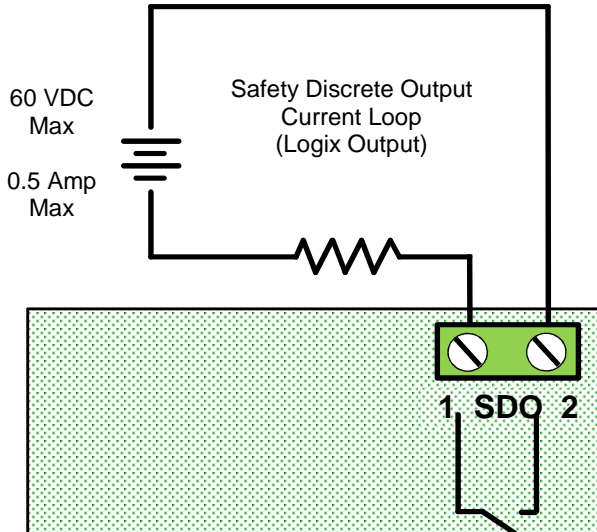 60 VDC
Max
0.5 Amp
Max
Safety Discrete Output
Current Loop
(Logix Output)
1 SDO 2